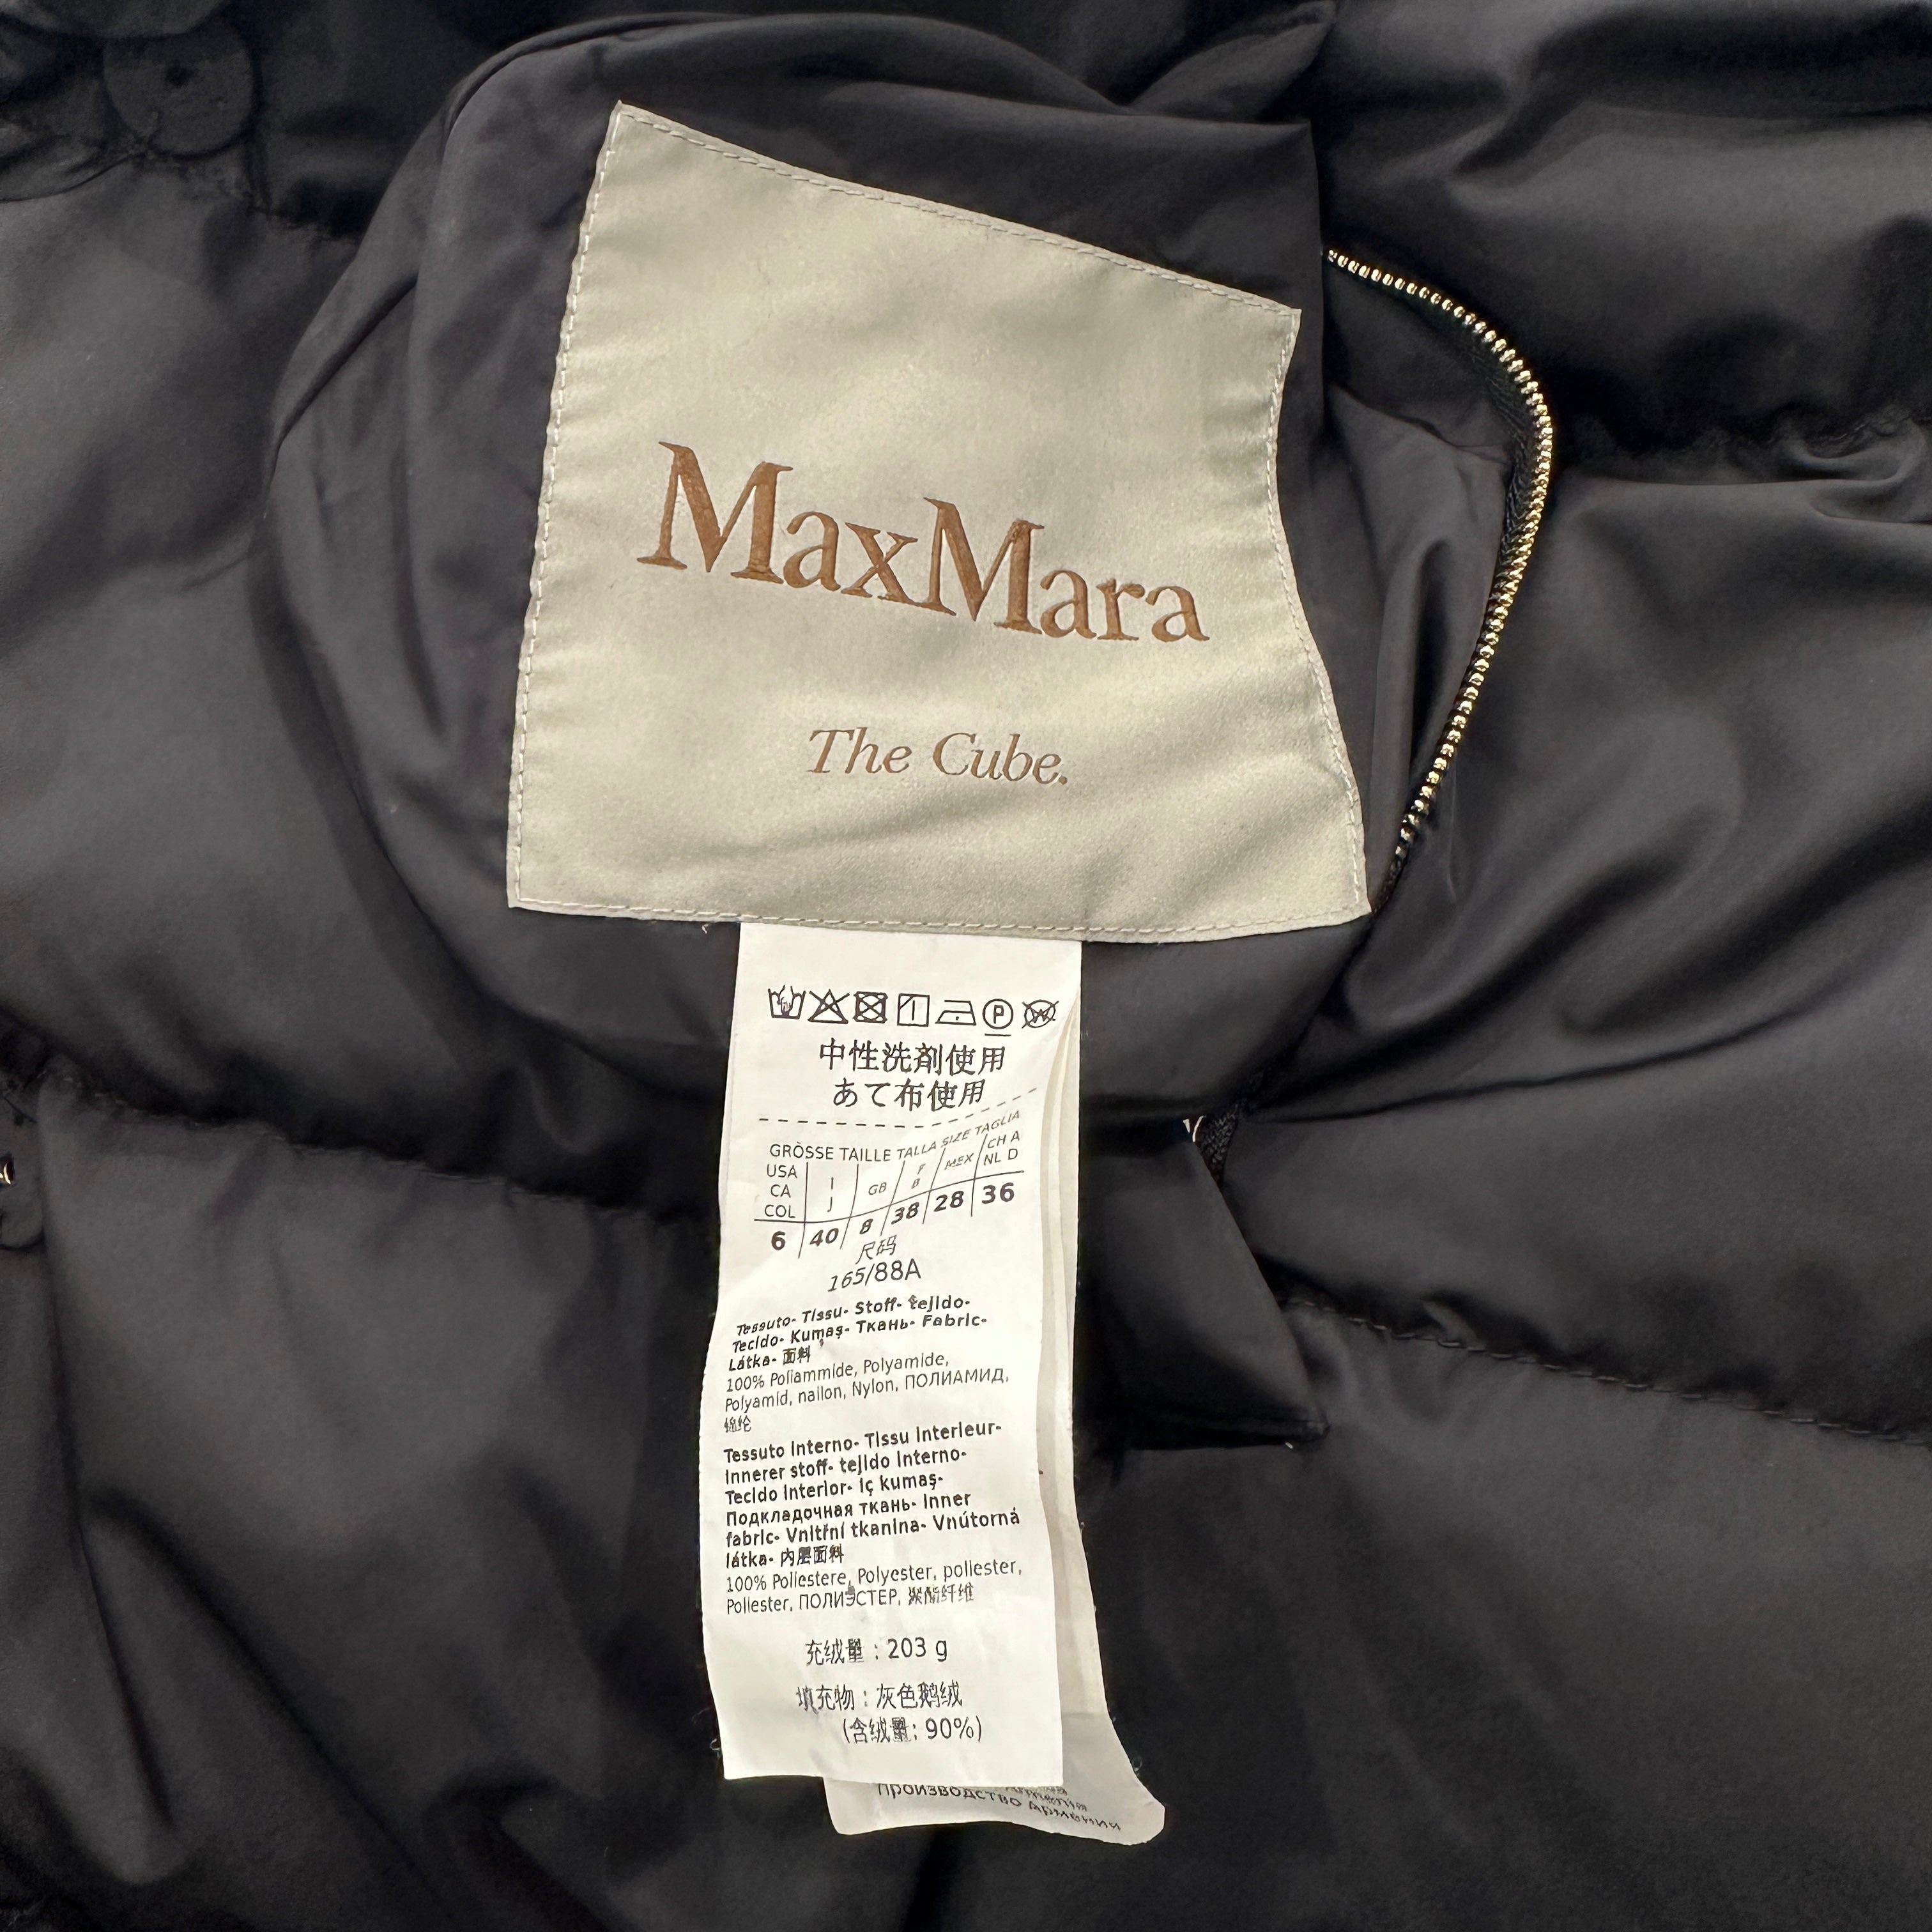 MaxMara
The Cube.
中性洗剤使用
あて布使用
GRÖSSE TAILLE TALLA SIZE TAGLIA
USA CA COL I J GB F B MEX CH A NL D
6 40 8 38 28 36
尺码
165/88A
Tessuto- Tissu- Stoff- tejido-
Tecido- Kumaş- Ткань- Fabric-
Látka- 面料
100% Poliammide, Polyamide,
Polyamid, nailon, Nylon, ПОЛИАМИД,
锦纶
Tessuto interno- Tissu interieur-
innerer stoff- tejido interno-
Tecido interior- iç kumaş-
Подкладочная ткань- inner
fabric- Vnitřní tkanina- Vnútorná
látka- 内层面料
100% Poliestere, Polyester, poliester,
Poliester, ПОЛИЭСТЕР, 聚酯纤维
充绒量 : 203 g
填充物 : 灰色鹅绒
(含绒量: 90%)
Производство Армения